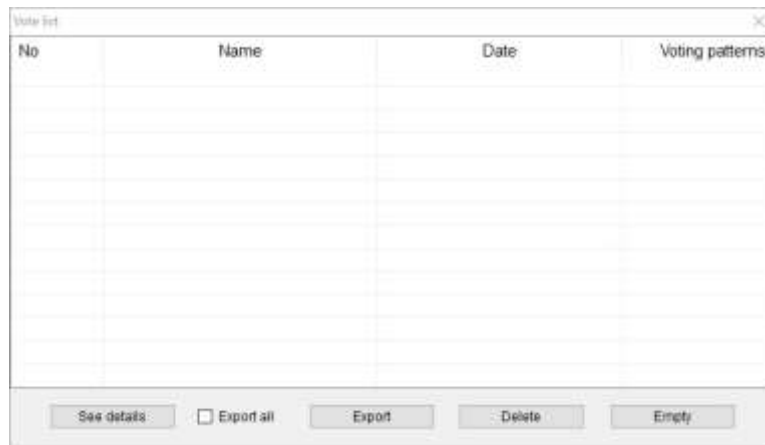 Vote list
No Name Date Voting patterns
See details Export all Export Delete Empty